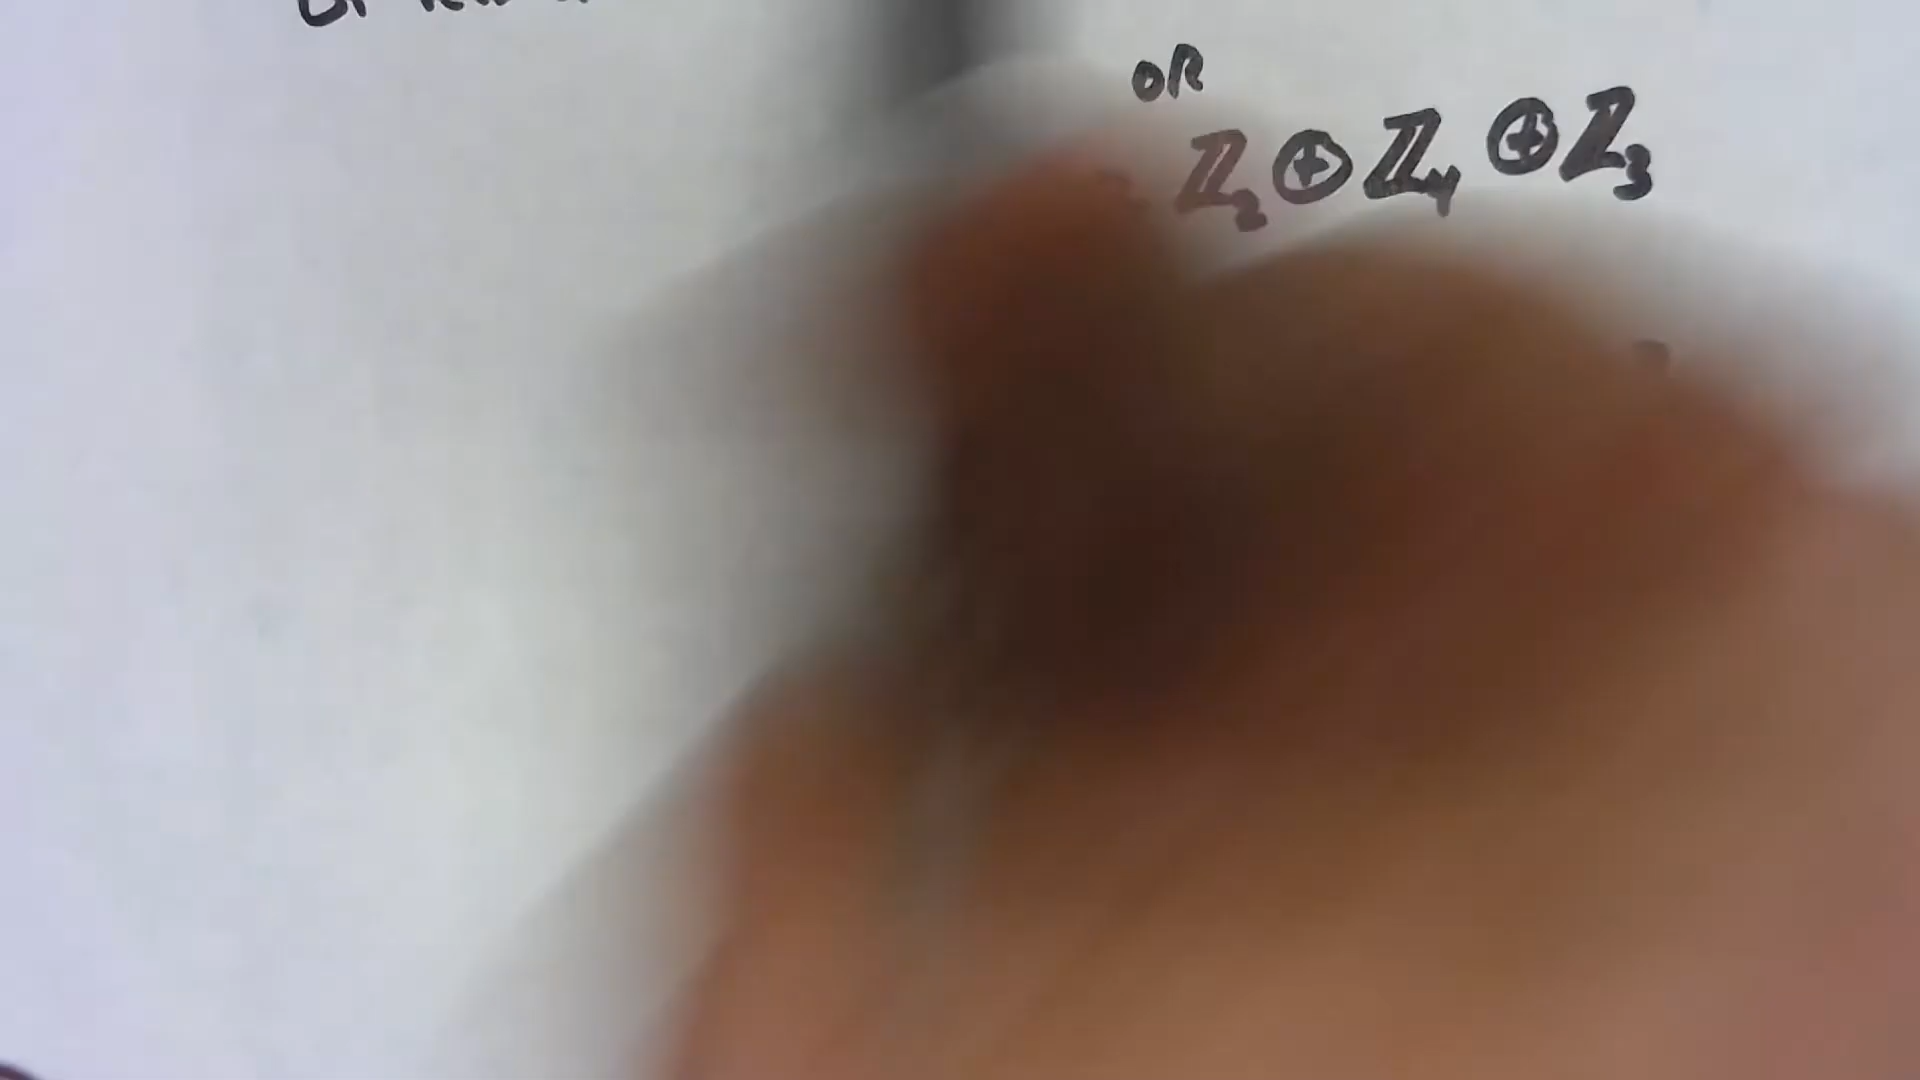 OR
ℤ₂ ⊕ ℤ₄ ⊕ ℤ₃